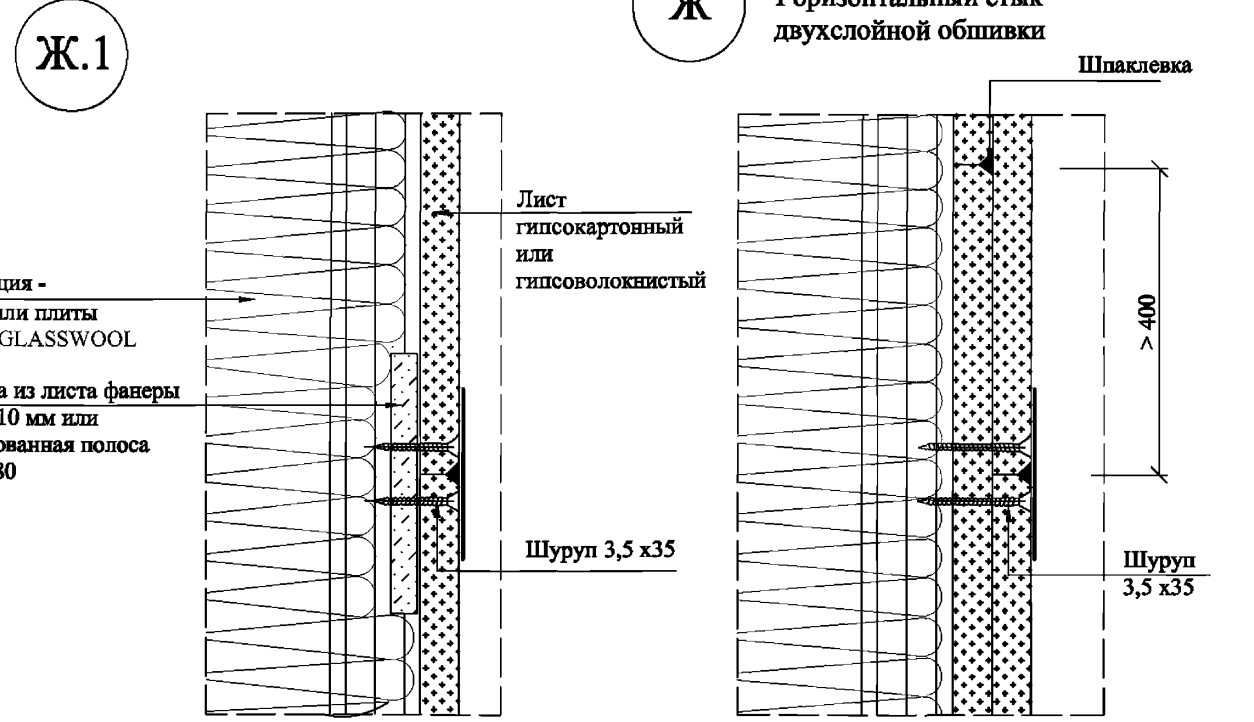 Ж.1
Ж
Горизонтальный стык
двухслойной обшивки
Шпаклевка
Лист
гипсокартонный
или
гипсоволокнистый
ция -
или плиты
GLASSWOOL
а из листа фанеры
10 мм или
ованная полоса
80
> 400
Шуруп 3,5 х35
Шуруп
3,5 х35